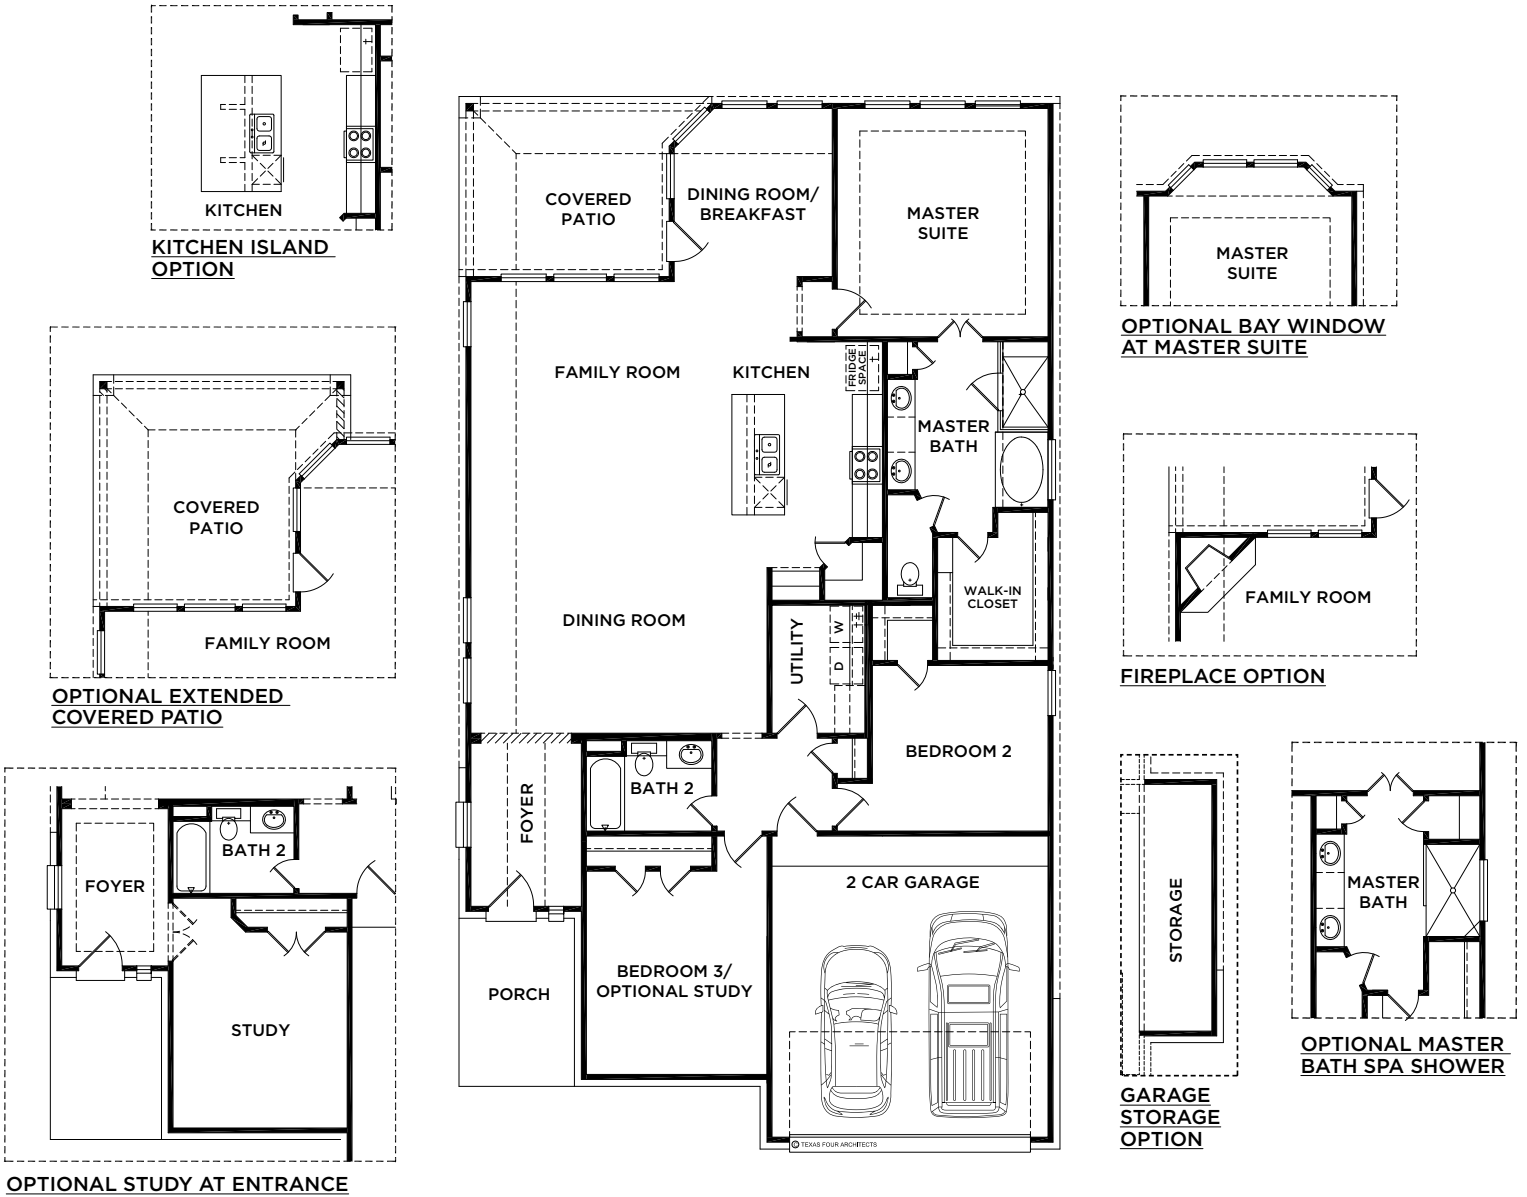 KITCHEN
KITCHEN ISLAND
OPTION
COVERED
PATIO
FAMILY ROOM
OPTIONAL EXTENDED
COVERED PATIO
FOYER
BATH 2
STUDY
OPTIONAL STUDY AT ENTRANCE
COVERED
PATIO
DINING ROOM/
BREAKFAST
MASTER
SUITE
FAMILY ROOM
KITCHEN
FRIDGE
SPACE
MASTER
BATH
WALK-IN
CLOSET
DINING ROOM
UTILITY
W
D
BEDROOM 2
BATH 2
FOYER
2 CAR GARAGE
BEDROOM 3/
OPTIONAL STUDY
PORCH
© TEXAS FOUR ARCHITECTS
MASTER
SUITE
OPTIONAL BAY WINDOW
AT MASTER SUITE
FAMILY ROOM
FIREPLACE OPTION
STORAGE
GARAGE
STORAGE
OPTION
MASTER
BATH
OPTIONAL MASTER
BATH SPA SHOWER